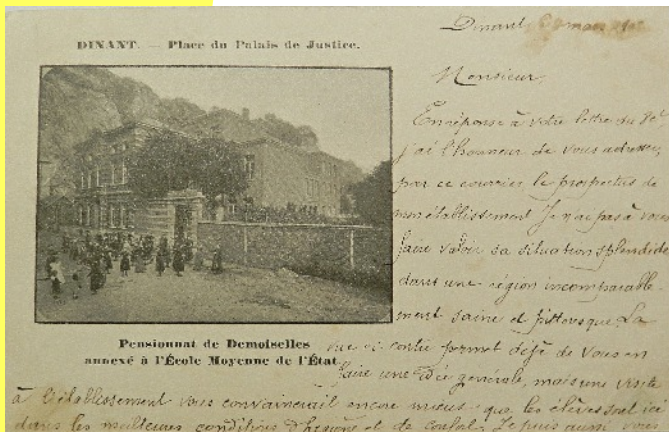 DINANT. — Place du Palais de Justice.
Dinant, mars
Monsieur,
En réponse à votre lettre du
j'ai l'honneur de vous adresser,
par ce courrier, le prospectus de
mon établissement. Je n'ai pas à vous
faire valoir sa situation splendide
dans une région incomparable-
ment saine et pittoresque. La
Pensionnat de Demoiselles
annexé à l'École Moyenne de l'État
vue ci-contre permet déjà de vous en
faire une idée générale, mais une visite
à l'établissement vous convaincrait encore mieux que les élèves sont ici
dans les meilleures conditions d'hygiène et de confort. Je puis aussi vous